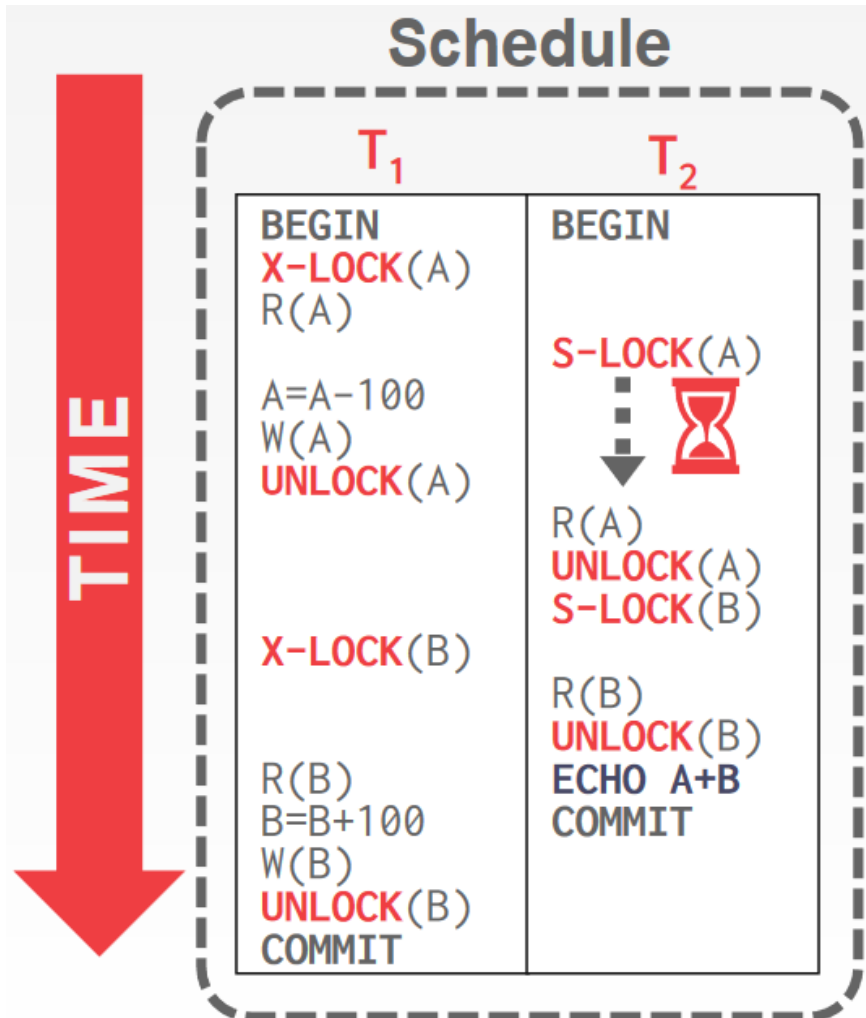 Schedule
TIME
T1
BEGIN
X-LOCK(A)
R(A)
A=A-100
W(A)
UNLOCK(A)
X-LOCK(B)
R(B)
B=B+100
W(B)
UNLOCK(B)
COMMIT
T2
BEGIN
S-LOCK(A)
R(A)
UNLOCK(A)
S-LOCK(B)
R(B)
UNLOCK(B)
ECHO A+B
COMMIT